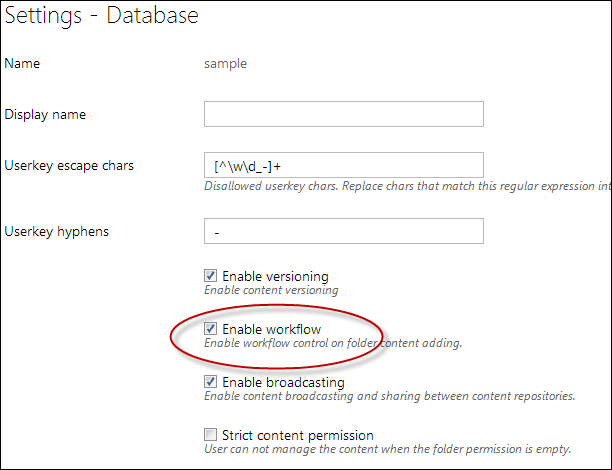 Settings - Database
Name sample
Display name
Userkey escape chars [^\w\d_-]+
Disallowed userkey chars. Replace chars that match this regular expression int
Userkey hyphens -
Enable versioning
Enable content versioning
Enable workflow
Enable workflow control on folder content adding.
Enable broadcasting
Enable content broadcasting and sharing between content repositories.
Strict content permission
User can not manage the content when the folder permission is empty.